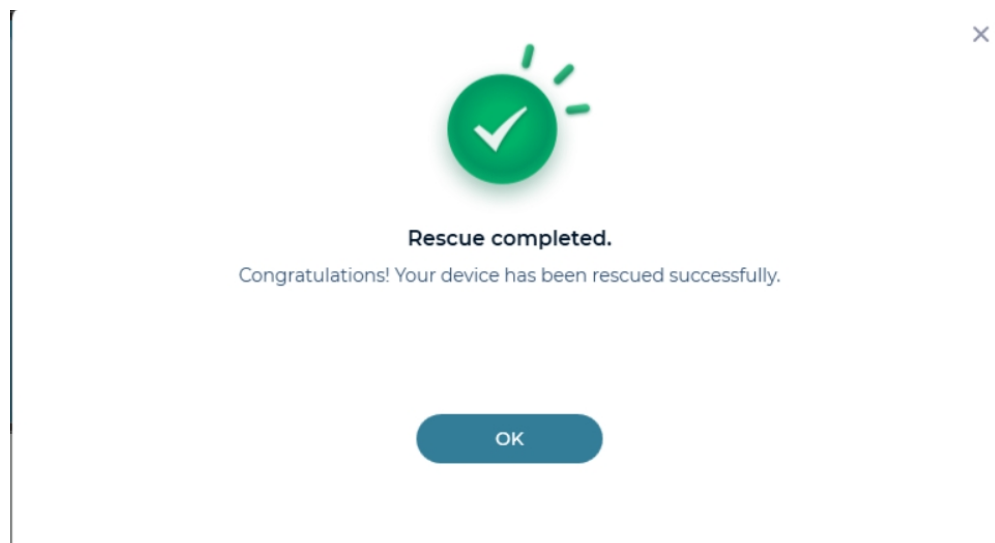 Rescue completed.
Congratulations! Your device has been rescued successfully.
OK